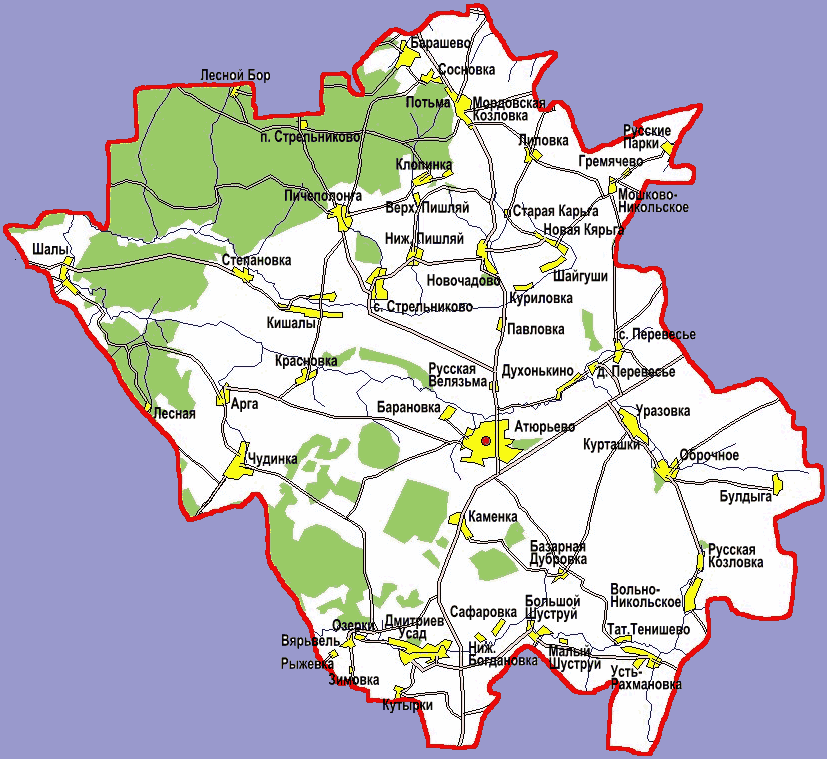 Барашево
Сосновка
Лесной Бор
Потьма
Мордовская
Козловка
п. Стрельниково
Липовка
Русские
Парки
Гремячево
Клопинка
Мошково-
Никольское
Пичеполонга
Верх. Пишляй
Старая Карьга
Новая Кярьга
Ниж. Пишляй
Шалы
Степановка
Шайгуши
Новочадово
Куриловка
с. Стрельниково
Кишалы
Павловка
с. Перевесье
Красновка
Русская
Велязьма
Духонькино
д. Перевесье
Лесная
Арга
Барановка
Атюрьево
Уразовка
Курташки
Чудинка
Оброчное
Булдыга
Каменка
Базарная
Дубровка
Русская
Козловка
Вольно-
Никольское
Большой
Шуструй
Сафаровка
Дмитриев
Усад
Озерки
Тат.Тенишево
Вярьвель
Ниж.
Богдановка
Малый
Шуструй
Рыжевка
Зимовка
Усть-
Рахмановка
Кутырки